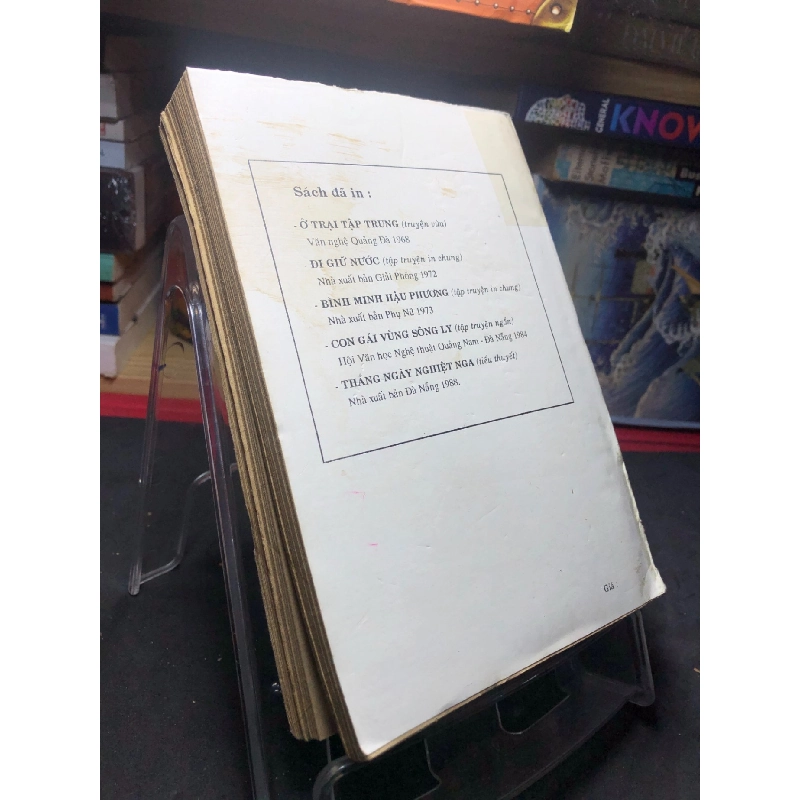 GENERAL
KNOW
Sách đã in :
- Ở TRẠI TẬP TRUNG (truyện vừa)
Văn nghệ Quảng Đà 1968
ĐI GIỮ NƯỚC (tập truyện in chung)
Nhà xuất bản Giải Phóng 1972
- BÌNH MINH HẬU PHƯƠNG (tập truyện in chung)
Nhà xuất bản Phụ Nữ 1973
- CON GÁI VÙNG SÔNG LY (tập truyện ngắn)
Hội Văn học Nghệ thuật Quảng Nam - Đà Nẵng 1984
- THÁNG NGÀY NGHIỆT NGÃ (tiểu thuyết)
Nhà xuất bản Đà Nẵng 1988.
Giá